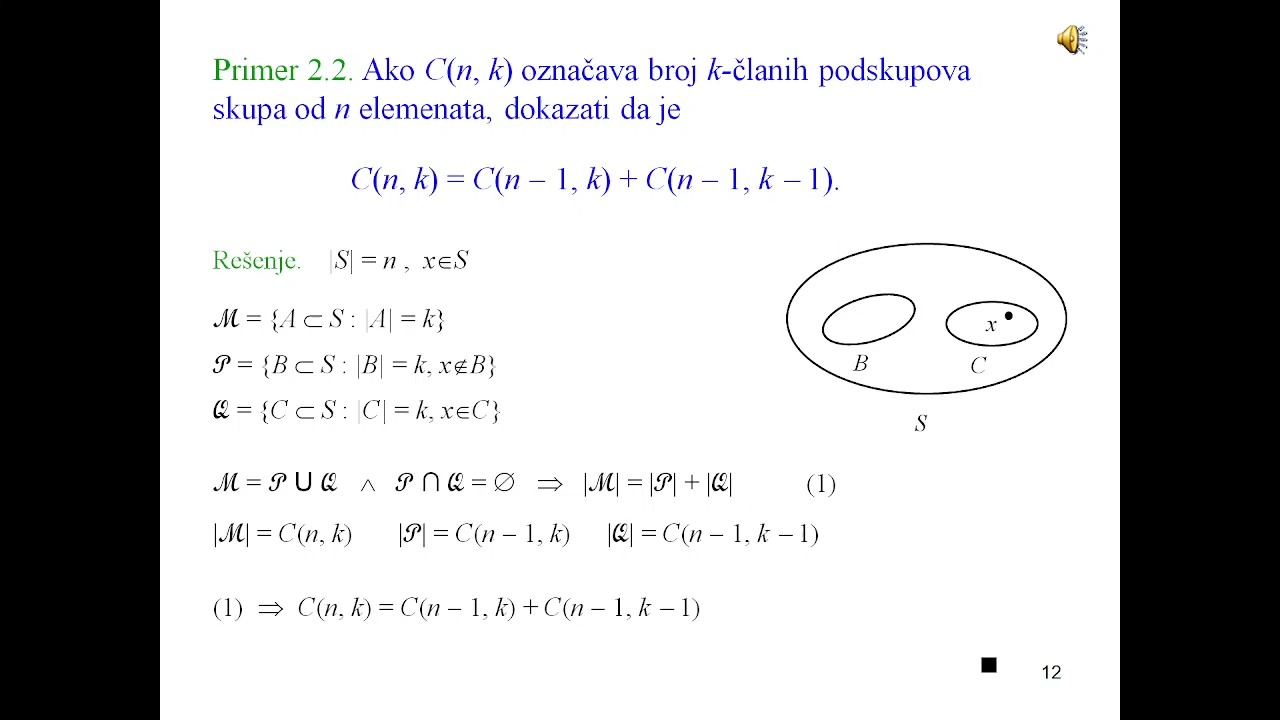 Primer 2.2. Ako C(n, k) označava broj k-članih podskupova
skupa od n elemenata, dokazati da je
C(n, k) = C(n – 1, k) + C(n – 1, k – 1).
Rešenje. |S| = n , x∈S
ℳ = {A ⊂ S : |A| = k}
𝒫 = {B ⊂ S : |B| = k, x∉B}
𝒬 = {C ⊂ S : |C| = k, x∈C}
x
B
C
S
ℳ = 𝒫 ∪ 𝒬 ∧ 𝒫 ∩ 𝒬 = ∅ ⇒ |ℳ| = |𝒫| + |𝒬| (1)
|ℳ| = C(n, k) |𝒫| = C(n – 1, k) |𝒬| = C(n – 1, k – 1)
(1) ⇒ C(n, k) = C(n – 1, k) + C(n – 1, k – 1)
■
12